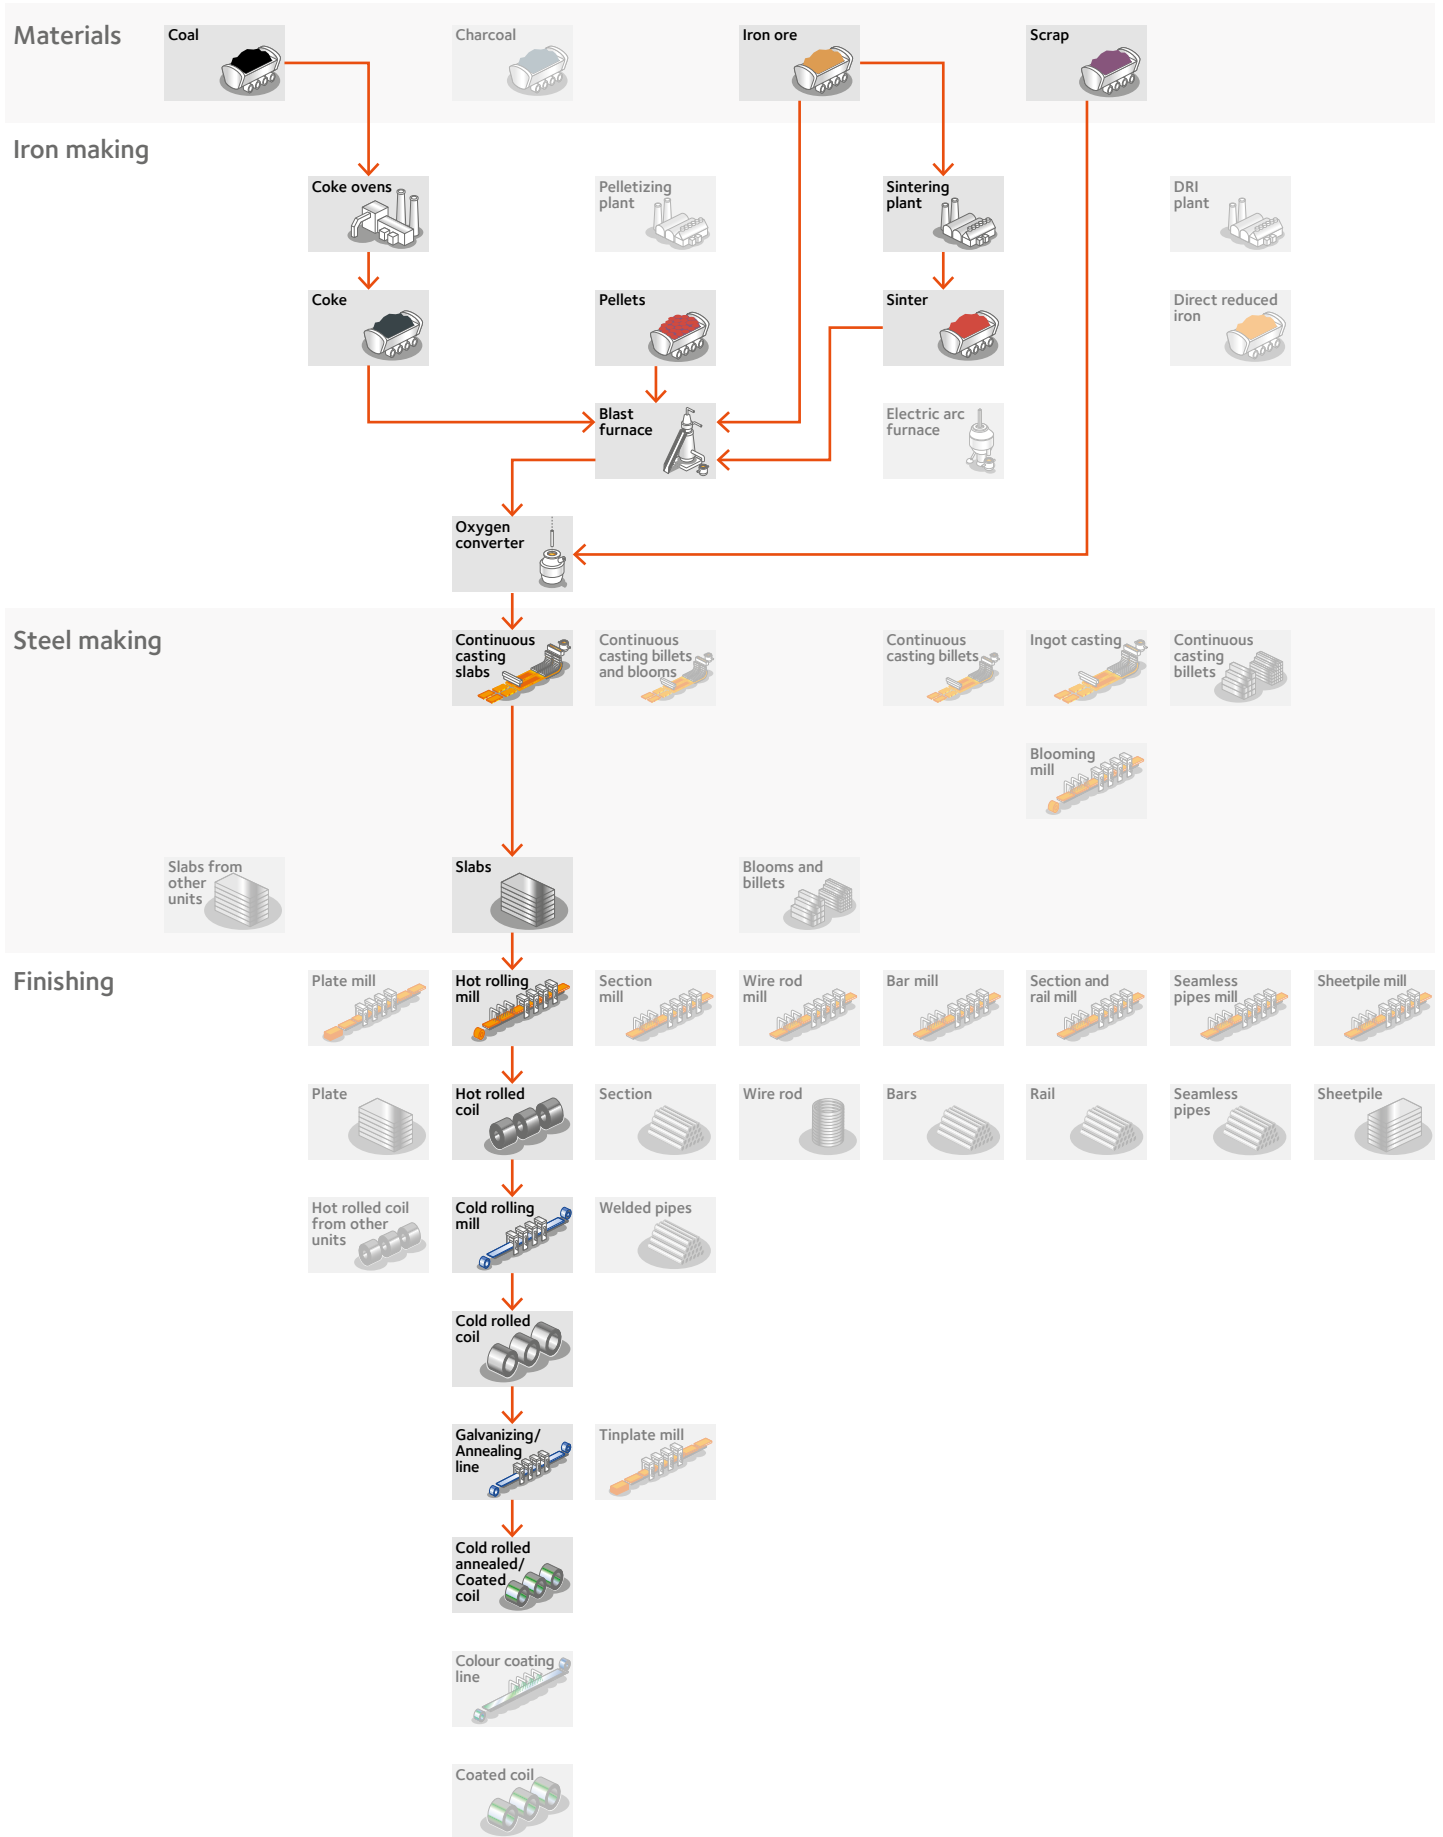 Materials
Coal
Charcoal
Iron ore
Scrap
Iron making
Coke ovens
Pelletizing
plant
Sintering
plant
DRI
plant
Coke
Pellets
Sinter
Direct reduced
iron
Blast
furnace
Electric arc
furnace
Oxygen
converter
Steel making
Continuous
casting
slabs
Continuous
casting billets
and blooms
Continuous
casting billets
Ingot casting
Continuous
casting
billets
Blooming
mill
Slabs from
other
units
Slabs
Blooms and
billets
Finishing
Plate mill
Hot rolling
mill
Section
mill
Wire rod
mill
Bar mill
Section and
rail mill
Seamless
pipes mill
Sheetpile mill
Plate
Hot rolled
coil
Section
Wire rod
Bars
Rail
Seamless
pipes
Sheetpile
Hot rolled coil
from other
units
Cold rolling
mill
Welded pipes
Cold rolled
coil
Galvanizing/
Annealing
line
Tinplate mill
Cold rolled
annealed/
Coated
coil
Colour coating
line
Coated coil